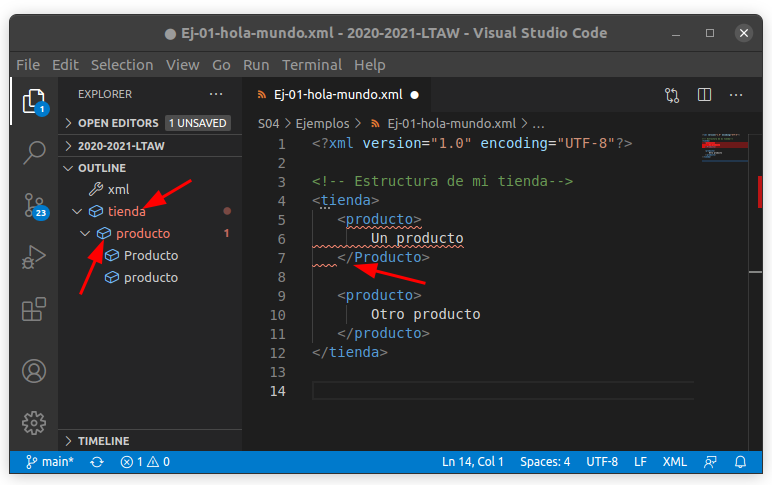 Ej-01-hola-mundo.xml - 2020-2021-LTAW - Visual Studio Code
File Edit Selection View Go Run Terminal Help
EXPLORER
OPEN EDITORS 1 UNSAVED
2020-2021-LTAW
OUTLINE
xml
tienda
producto 1
Producto
producto
TIMELINE
1
23
Ej-01-hola-mundo.xml
S04 > Ejemplos > Ej-01-hola-mundo.xml > ...
1 <?xml version="1.0" encoding="UTF-8"?>
2
3 <!-- Estructura de mi tienda-->
4 <tienda>
5 <producto>
6 Un producto
7 </Producto>
8
9 <producto>
10 Otro producto
11 </producto>
12 </tienda>
13
14
main* 1 0 Ln 14, Col 1 Spaces: 4 UTF-8 LF XML